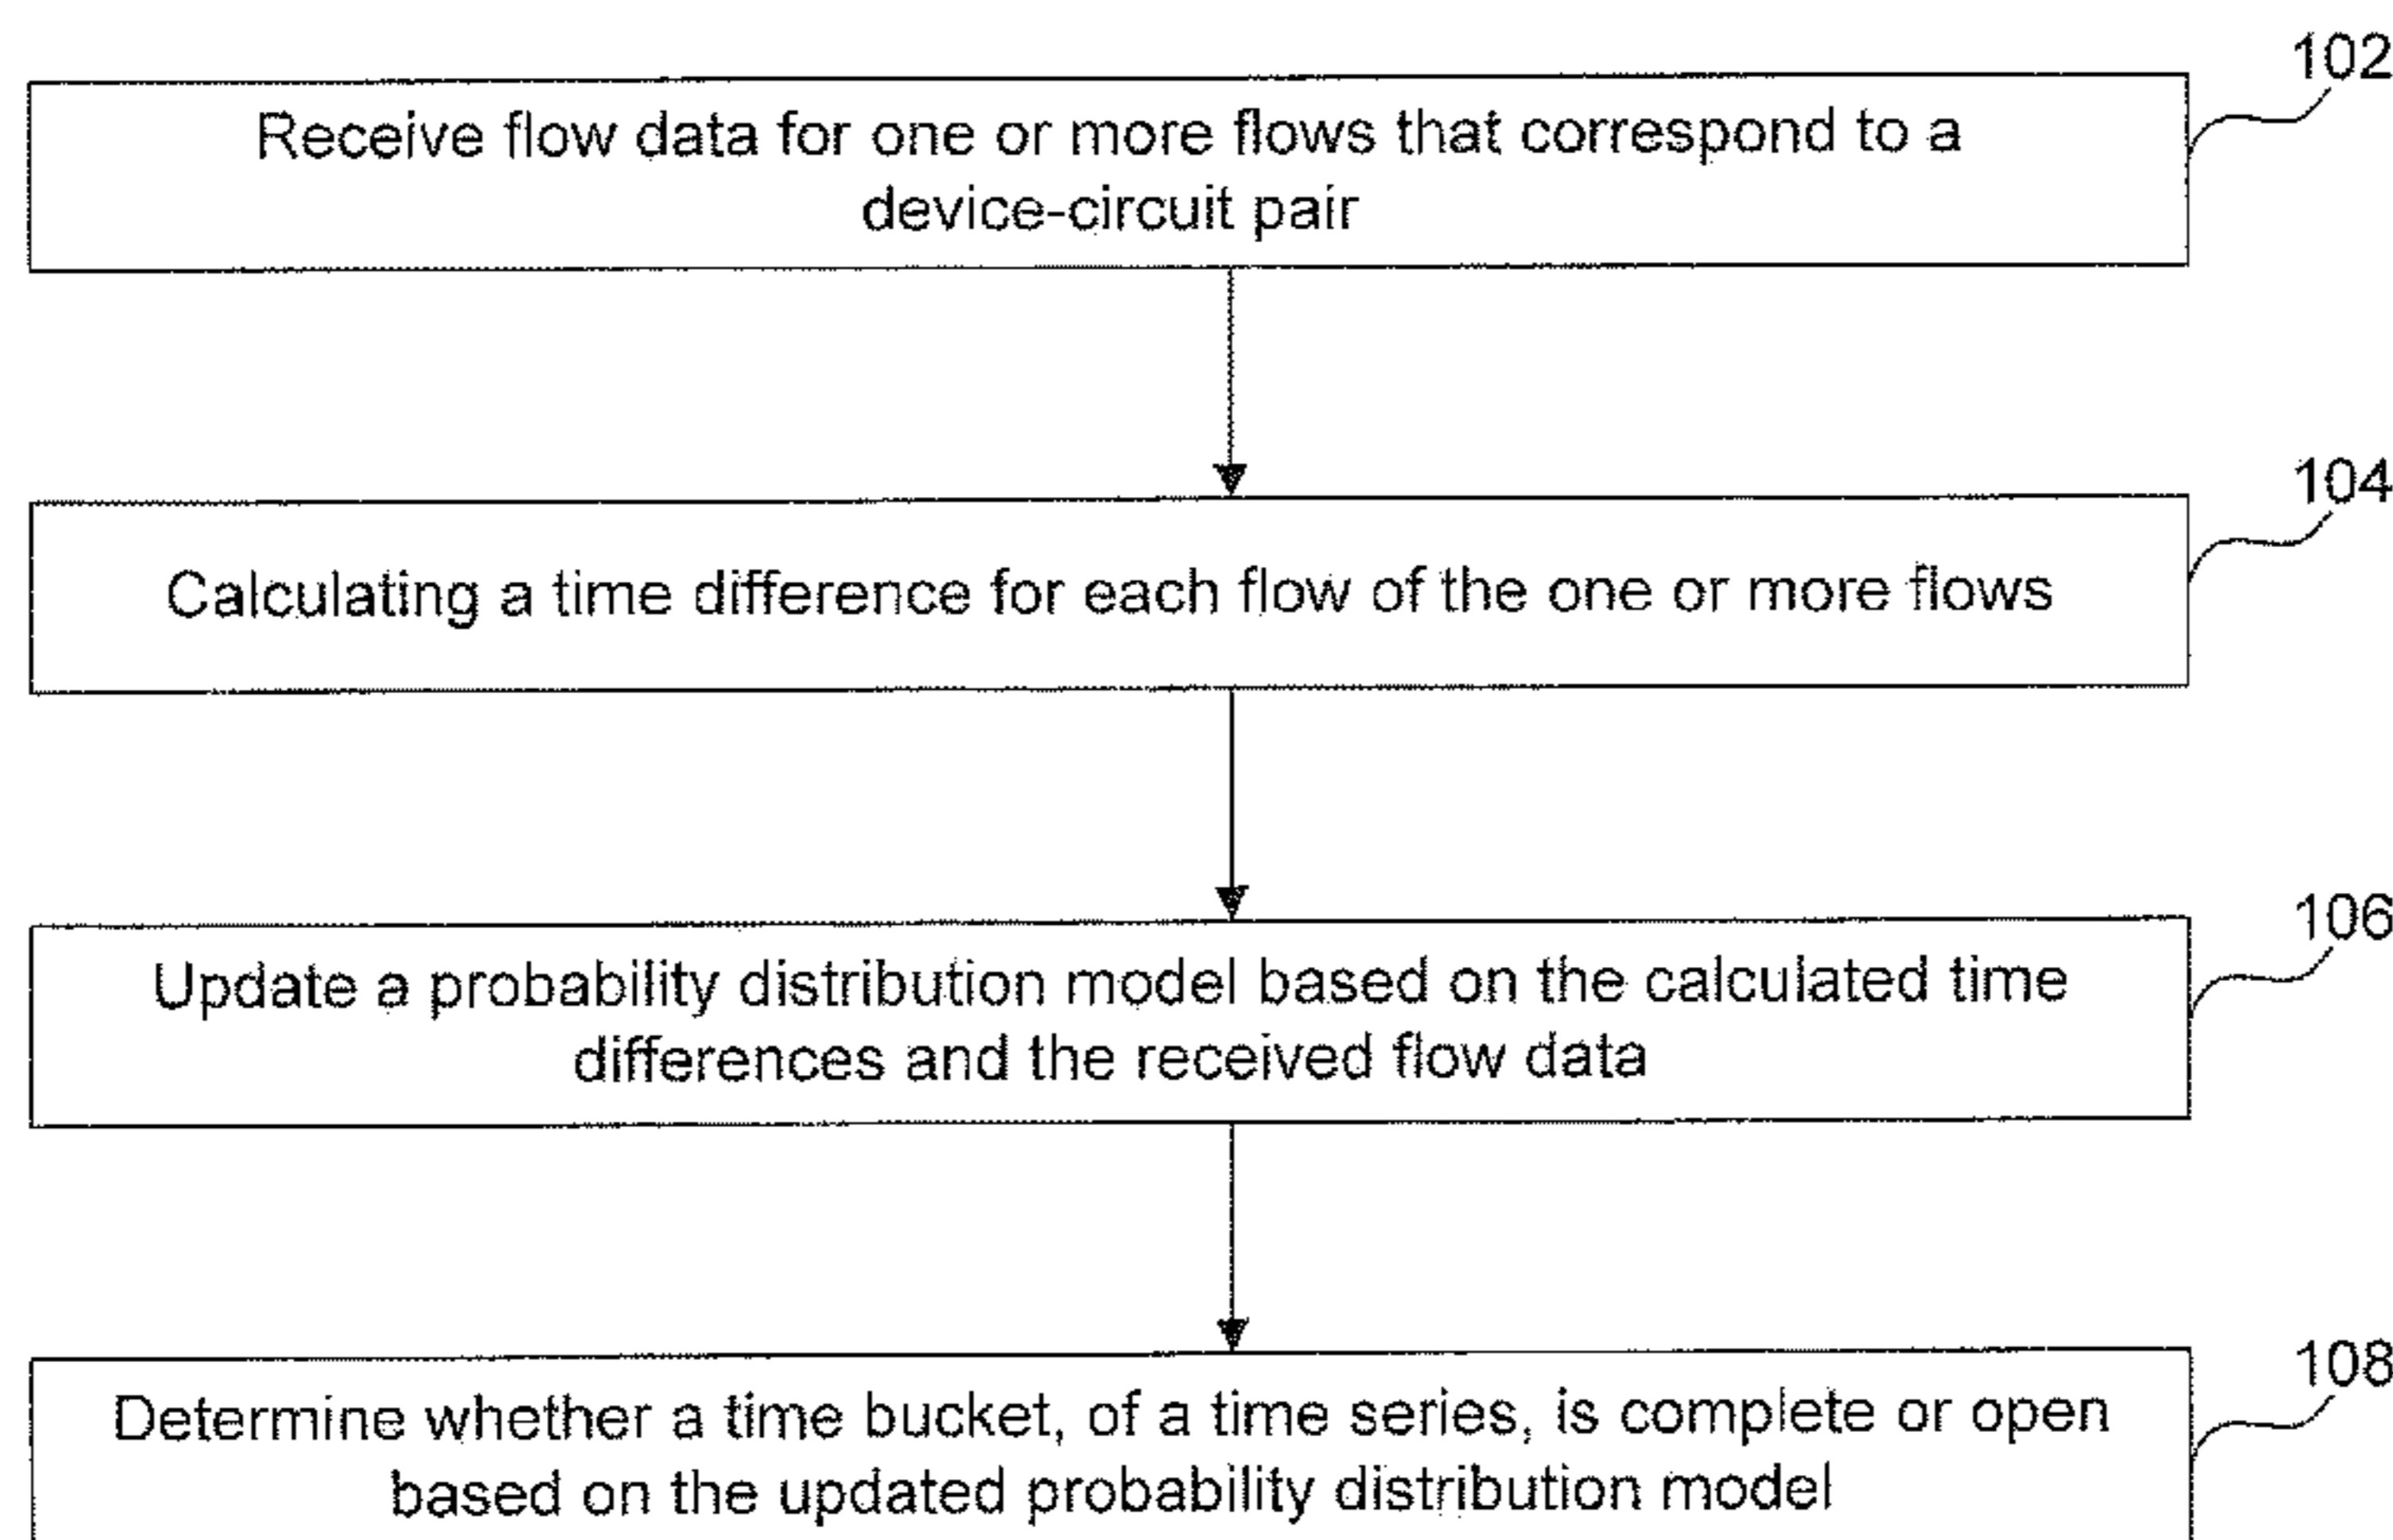 102
Receive flow data for one or more flows that correspond to a
device-circuit pair
104
Calculating a time difference for each flow of the one or more flows
106
Update a probability distribution model based on the calculated time
differences and the received flow data
108
Determine whether a time bucket, of a time series, is complete or open
based on the updated probability distribution model